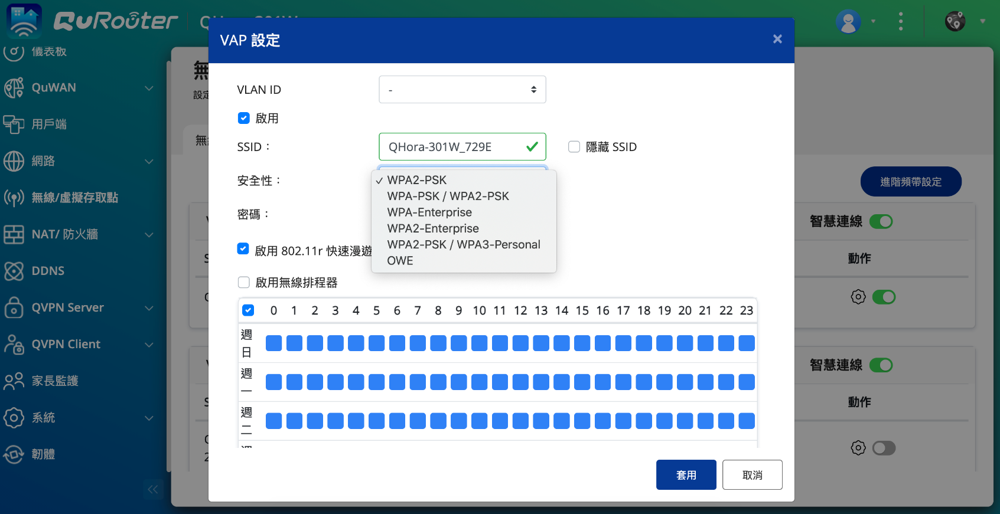 QuRouter
VAP 設定
×
儀表板
QuWAN
用戶端
網路
無線/虛擬存取點
NAT/ 防火牆
DDNS
QVPN Server
QVPN Client
家長監護
系統
韌體
無
設定
VLAN ID
-
啟用
SSID：
QHora-301W_729E
隱藏 SSID
安全性：
WPA2-PSK
WPA-PSK / WPA2-PSK
WPA-Enterprise
WPA2-Enterprise
WPA2-PSK / WPA3-Personal
OWE
密碼：
啟用 802.11r 快速漫遊
啟用無線排程器
0 1 2 3 4 5 6 7 8 9 10 11 12 13 14 15 16 17 18 19 20 21 22 23
週日
週一
週二
進階頻帶設定
智慧連線
動作
智慧連線
動作
套用
取消